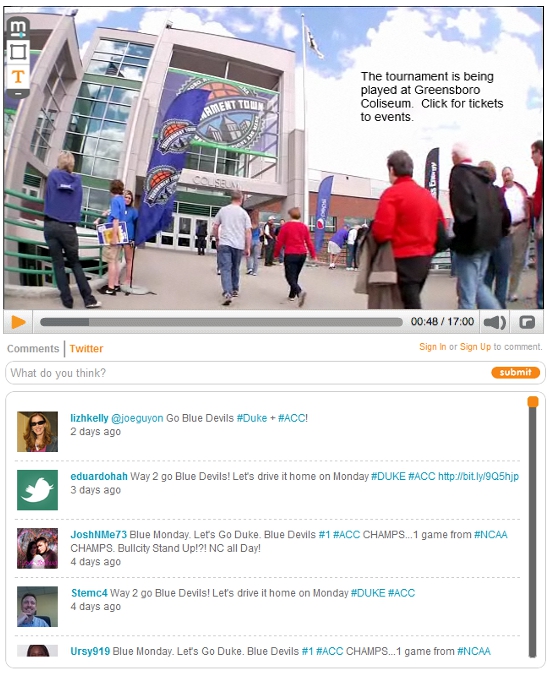 m
T
The tournament is being
played at Greensboro
Coliseum. Click for tickets
to events.
TOURNAMENT TOWN
COLISEUM
pepsi
00:48 / 17:00
Comments | Twitter
Sign In or Sign Up to comment.
What do you think?
submit
lizhkelly @joeguyon Go Blue Devils #Duke + #ACC!
2 days ago
eduardohah Way 2 go Blue Devils! Let's drive it home on Monday #DUKE #ACC http://bit.ly/9Q5hjp
3 days ago
JoshNMe73 Blue Monday. Let's Go Duke. Blue Devils #1 #ACC CHAMPS...1 game from #NCAA
CHAMPS. Bullcity Stand Up!?! NC all Day!
4 days ago
Stemc4 Way 2 go Blue Devils! Let's drive it home on Monday #DUKE #ACC
4 days ago
Ursy919 Blue Monday. Let's Go Duke. Blue Devils #1 #ACC CHAMPS...1 game from #NCAA